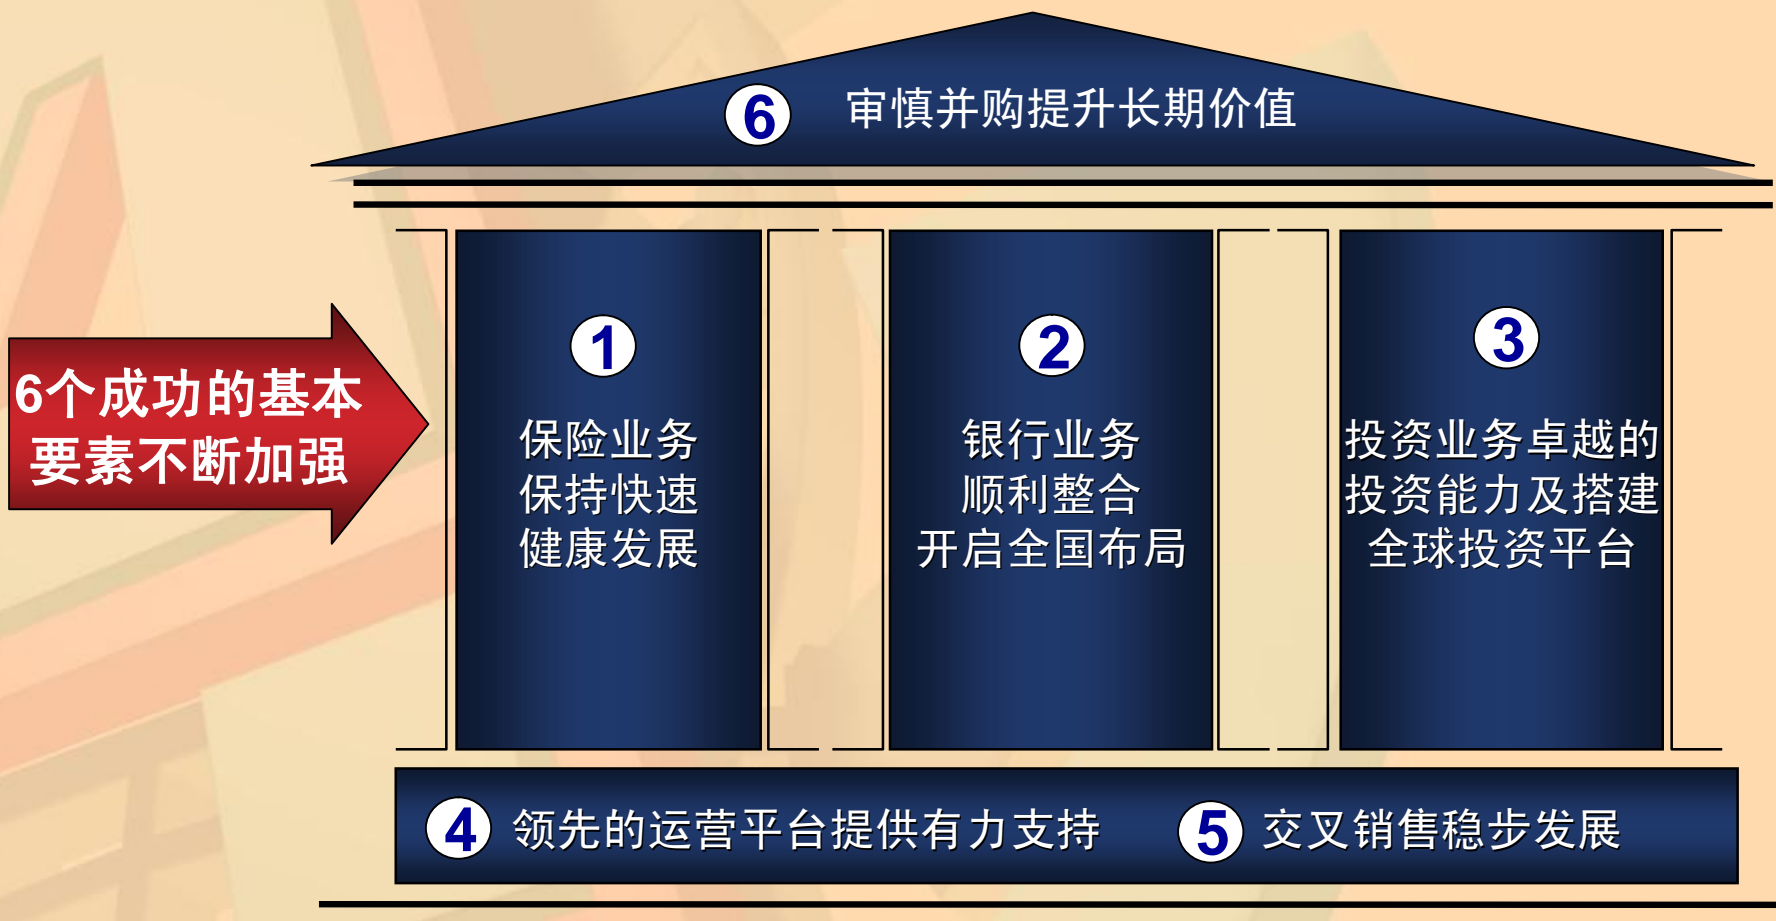 6 审慎并购提升长期价值
6个成功的基本
要素不断加强
1
保险业务
保持快速
健康发展
2
银行业务
顺利整合
开启全国布局
3
投资业务卓越的
投资能力及搭建
全球投资平台
4 领先的运营平台提供有力支持
5 交叉销售稳步发展